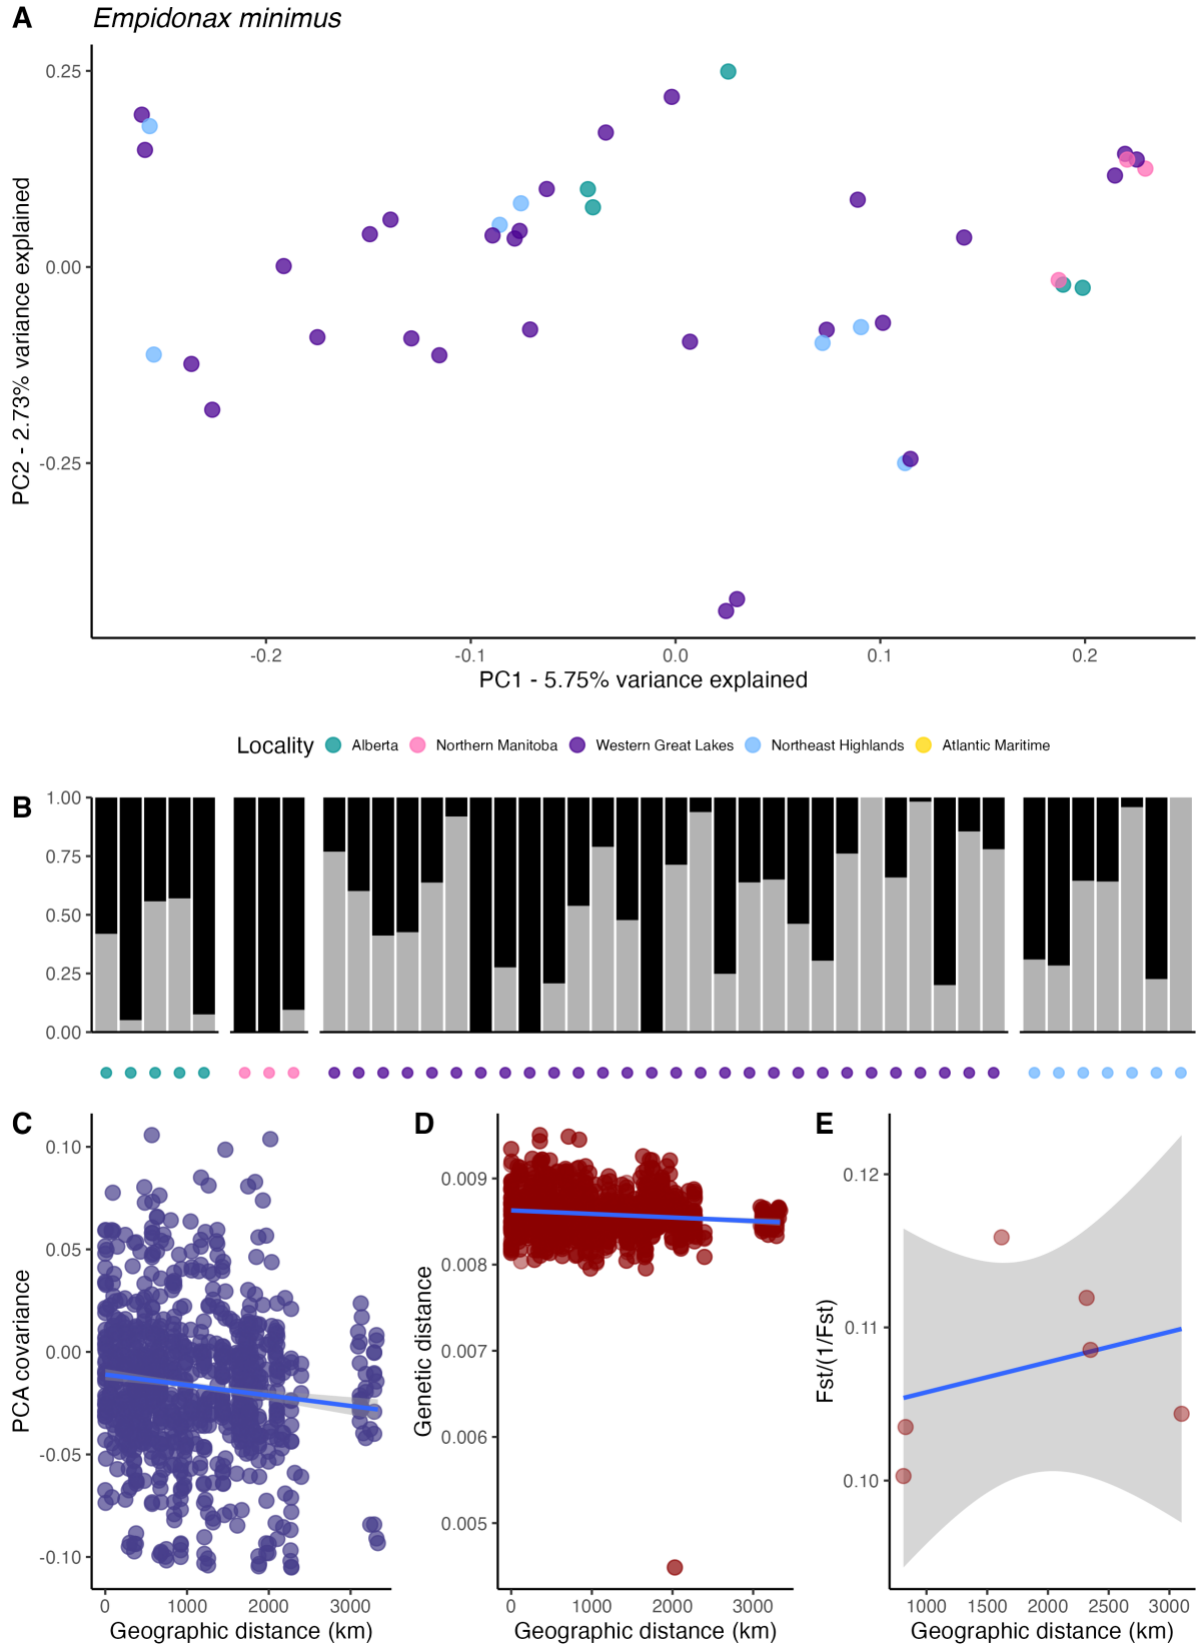 A
Empidonax minimus
PC2 - 2.73% variance explained
0.25
0.00
-0.25
-0.2 -0.1 0.0 0.1 0.2
PC1 - 5.75% variance explained
Locality Alberta Northern Manitoba Western Great Lakes Northeast Highlands Atlantic Maritime
B
1.00
0.75
0.50
0.25
0.00
C
PCA covariance
0.10
0.05
0.00
-0.05
-0.10
0 1000 2000 3000
Geographic distance (km)
D
Genetic distance
0.009
0.008
0.007
0.006
0.005
0 1000 2000 3000
Geographic distance (km)
E
Fst/(1/Fst)
0.12
0.11
0.10
1000 1500 2000 2500 3000
Geographic distance (km)